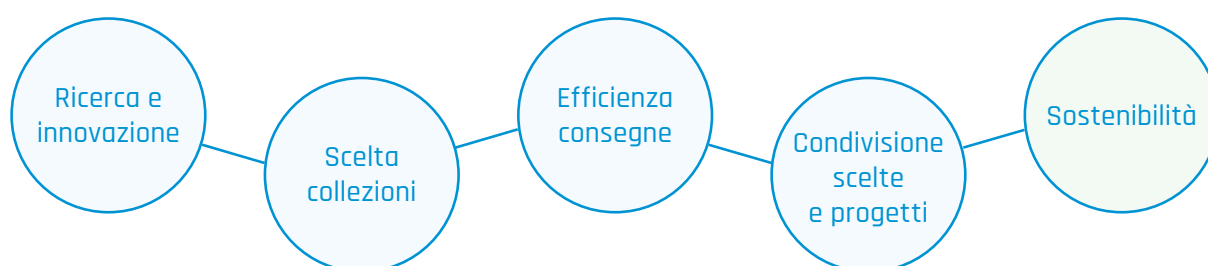 Ricerca e
innovazione
Scelta
collezioni
Efficienza
consegne
Condivisione
scelte
e progetti
Sostenibilità